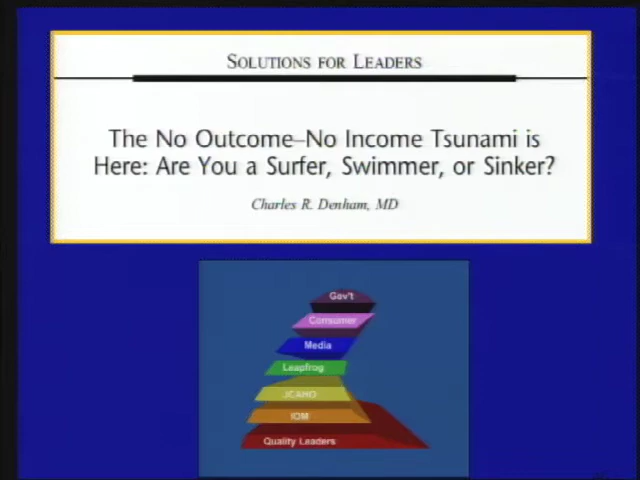 SOLUTIONS FOR LEADERS
The No Outcome–No Income Tsunami is
Here: Are You a Surfer, Swimmer, or Sinker?
Charles R. Denham, MD
Gov't
Consumer
Media
Leapfrog
JCAHO
IOM
Quality Leaders